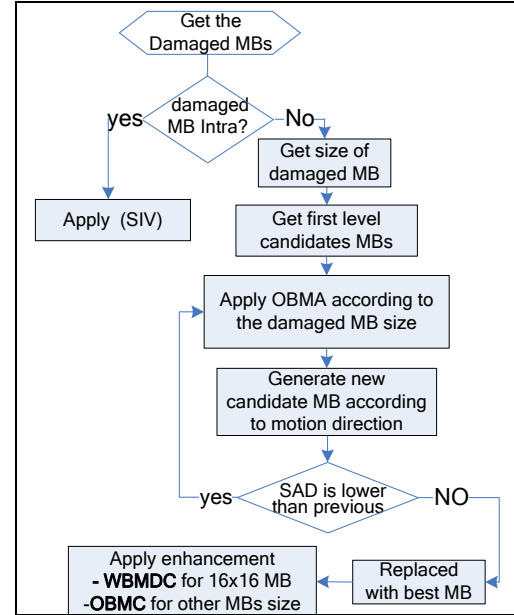 Get the
Damaged MBs
damaged
MB Intra?
yes
No
Get size of
damaged MB
Apply (SIV)
Get first level
candidates MBs
Apply OBMA according to
the damaged MB size
Generate new
candidate MB according
to motion direction
SAD is lower
than previous
yes
NO
Replaced
with best MB
Apply enhancement
- WBMDC for 16x16 MB
-OBMC for other MBs size